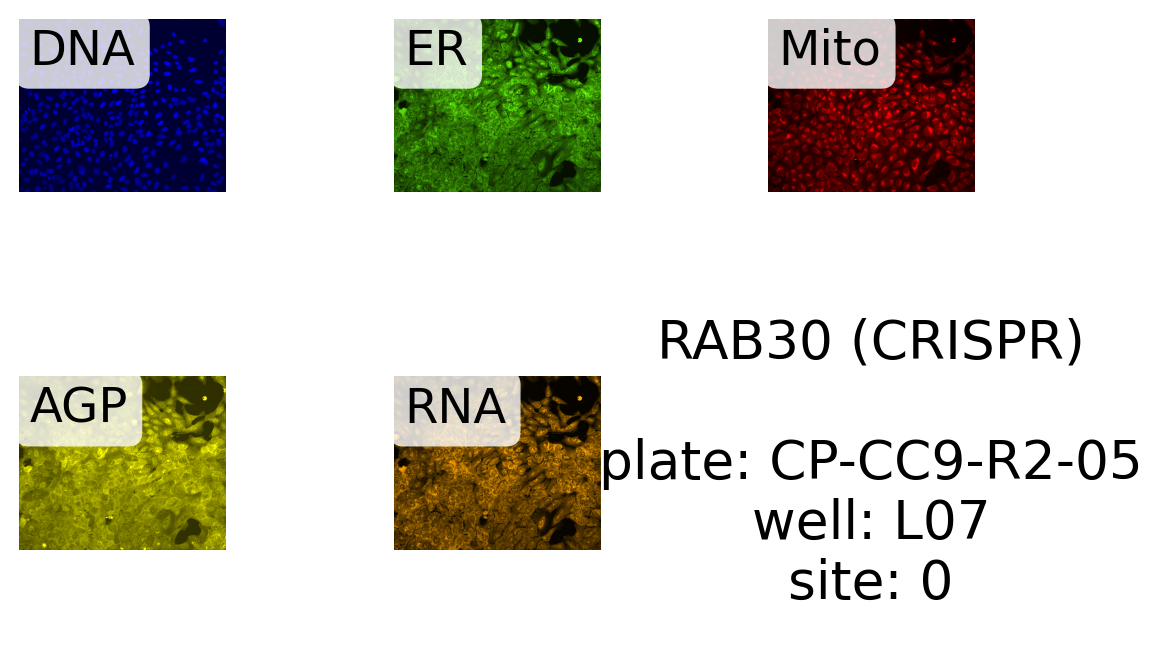 DNA
ER
Mito
AGP
RNA
RAB30 (CRISPR)
plate: CP-CC9-R2-05
well: L07
site: 0